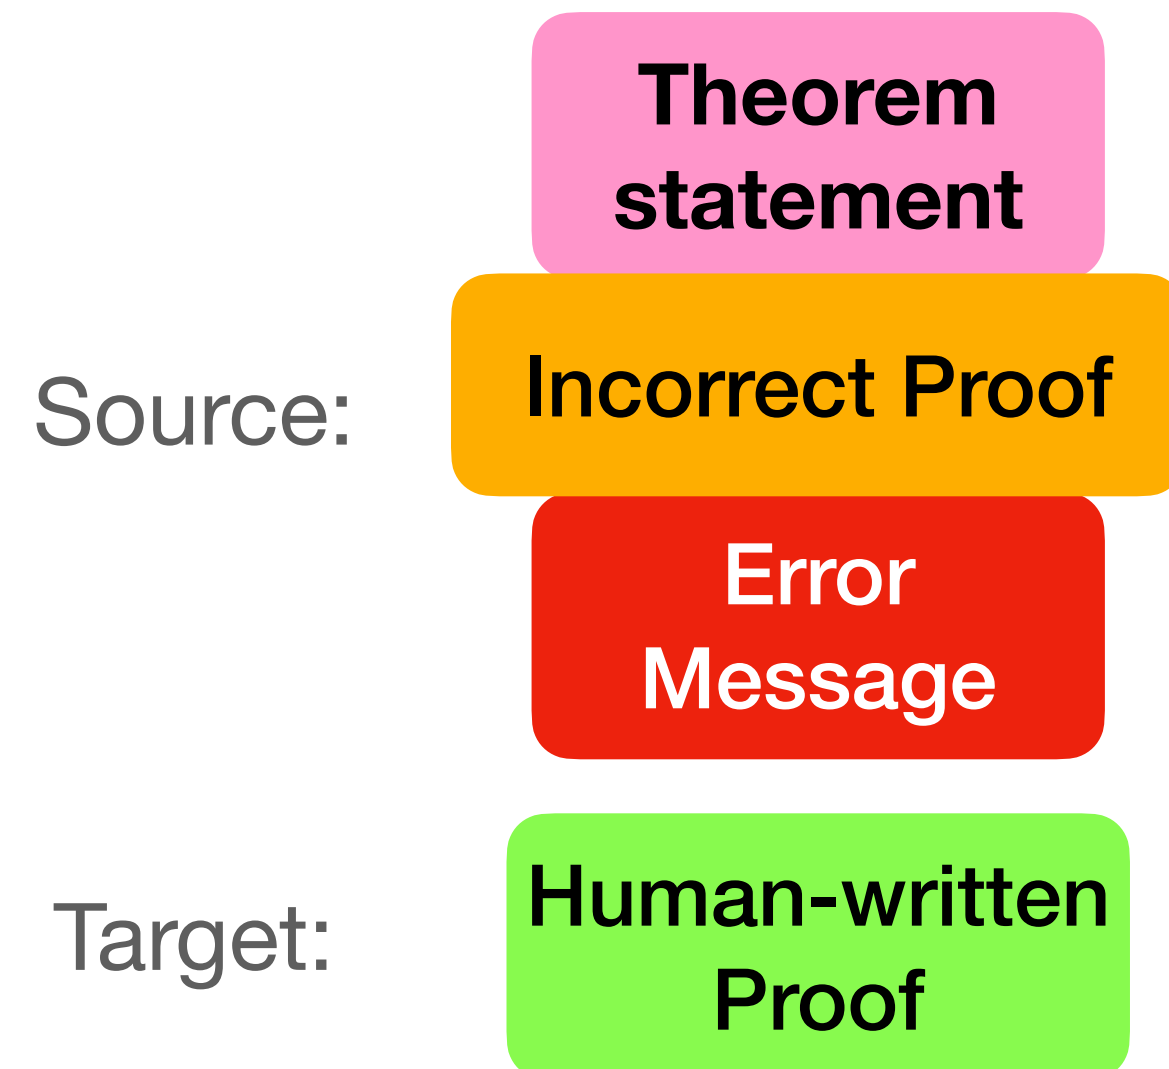 Theorem
statement
Source:
Incorrect Proof
Error
Message
Target:
Human-written
Proof